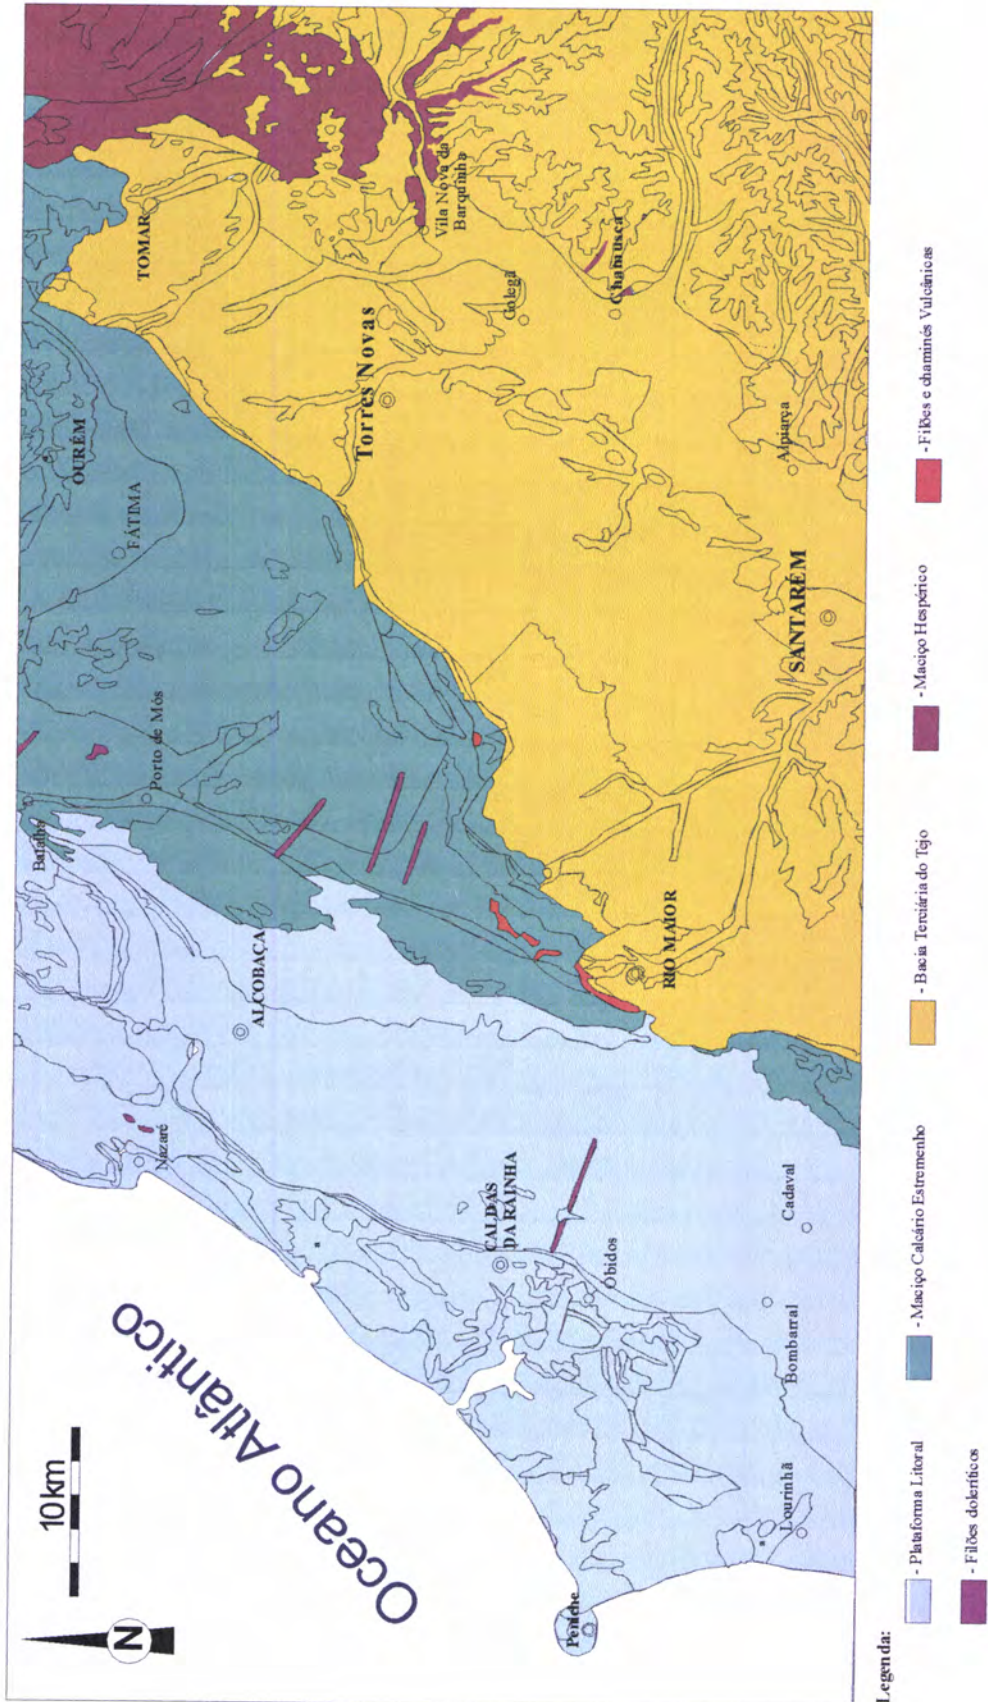 N
10km
Oceano Atlântico
Batalha
Porto de Mós
OURÉM
FÁTIMA
TOMAR
Nazaré
ALCOBAÇA
Torres Novas
Vila Nova da
Barquinha
Golegã
Chamusca
CALDAS
DA RAINHA
Óbidos
RIO MAIOR
Peniche
Lourinhã
Bombarral
Cadaval
SANTARÉM
Alpiarça
Legenda:
- Plataforma Litoral
- Maciço Calcário Estremenho
- Bacia Terciária do Tejo
- Maciço Hespérico
- Filões e chaminés Vulcânicas
- Filões doleríticos